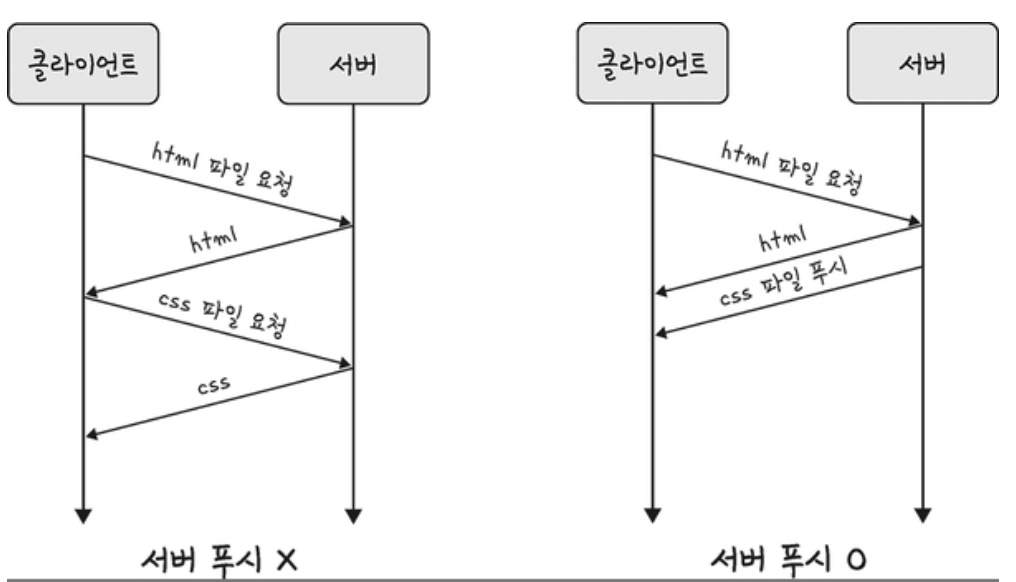 클라이언트
서버
html 파일 요청
html
css 파일 요청
css
서버 푸시 X
클라이언트
서버
html 파일 요청
html
css 파일 푸시
서버 푸시 O